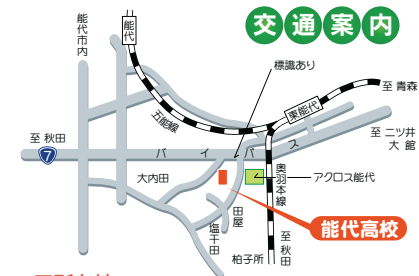 交通案内
能代市内
能代
標識あり
至 青森
東能代
五能線
至 二ツ井
大 館
至 秋田
7
バイパス
大内田
奥羽本線
アクロス能代
田屋
塩干田
能代高校
至 秋田
柏子所